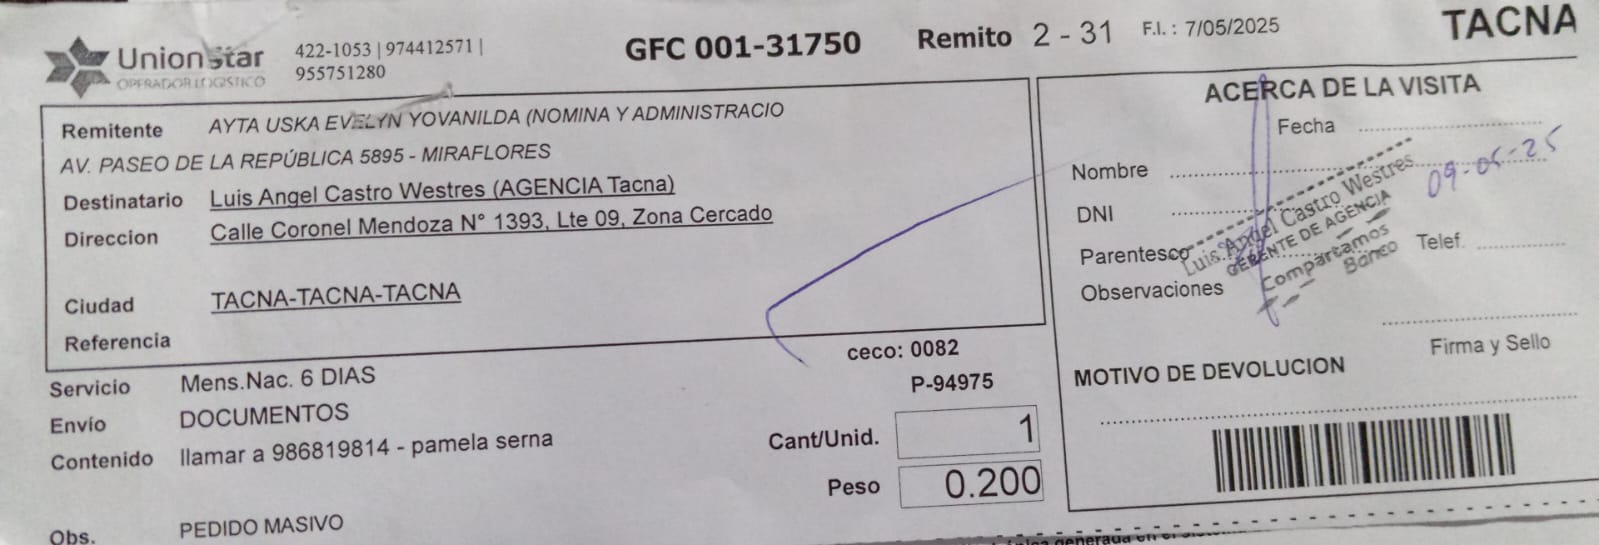 UnionStar
OPERADOR LOGISTICO
422-1053 | 974412571 |
955751280
GFC 001-31750
Remito 2 - 31
F.I. : 7/05/2025
TACNA
Remitente AYTA USKA EVELYN YOVANILDA (NOMINA Y ADMINISTRACIO
AV. PASEO DE LA REPÚBLICA 5895 - MIRAFLORES
Destinatario Luis Angel Castro Westres (AGENCIA Tacna)
Direccion Calle Coronel Mendoza N° 1393, Lte 09, Zona Cercado
Ciudad TACNA-TACNA-TACNA
Referencia
Servicio Mens.Nac. 6 DIAS
Envío DOCUMENTOS
Contenido llamar a 986819814 - pamela serna
Obs. PEDIDO MASIVO
ceco: 0082
P-94975
Cant/Unid. 1
Peso 0.200
ACERCA DE LA VISITA
Fecha
09-05-25
Nombre
DNI
Parentesco
Telef.
Observaciones
Luis Angel Castro Westres
GERENTE DE AGENCIA
Compartamos
Banco
Firma y Sello
MOTIVO DE DEVOLUCION
generada en el